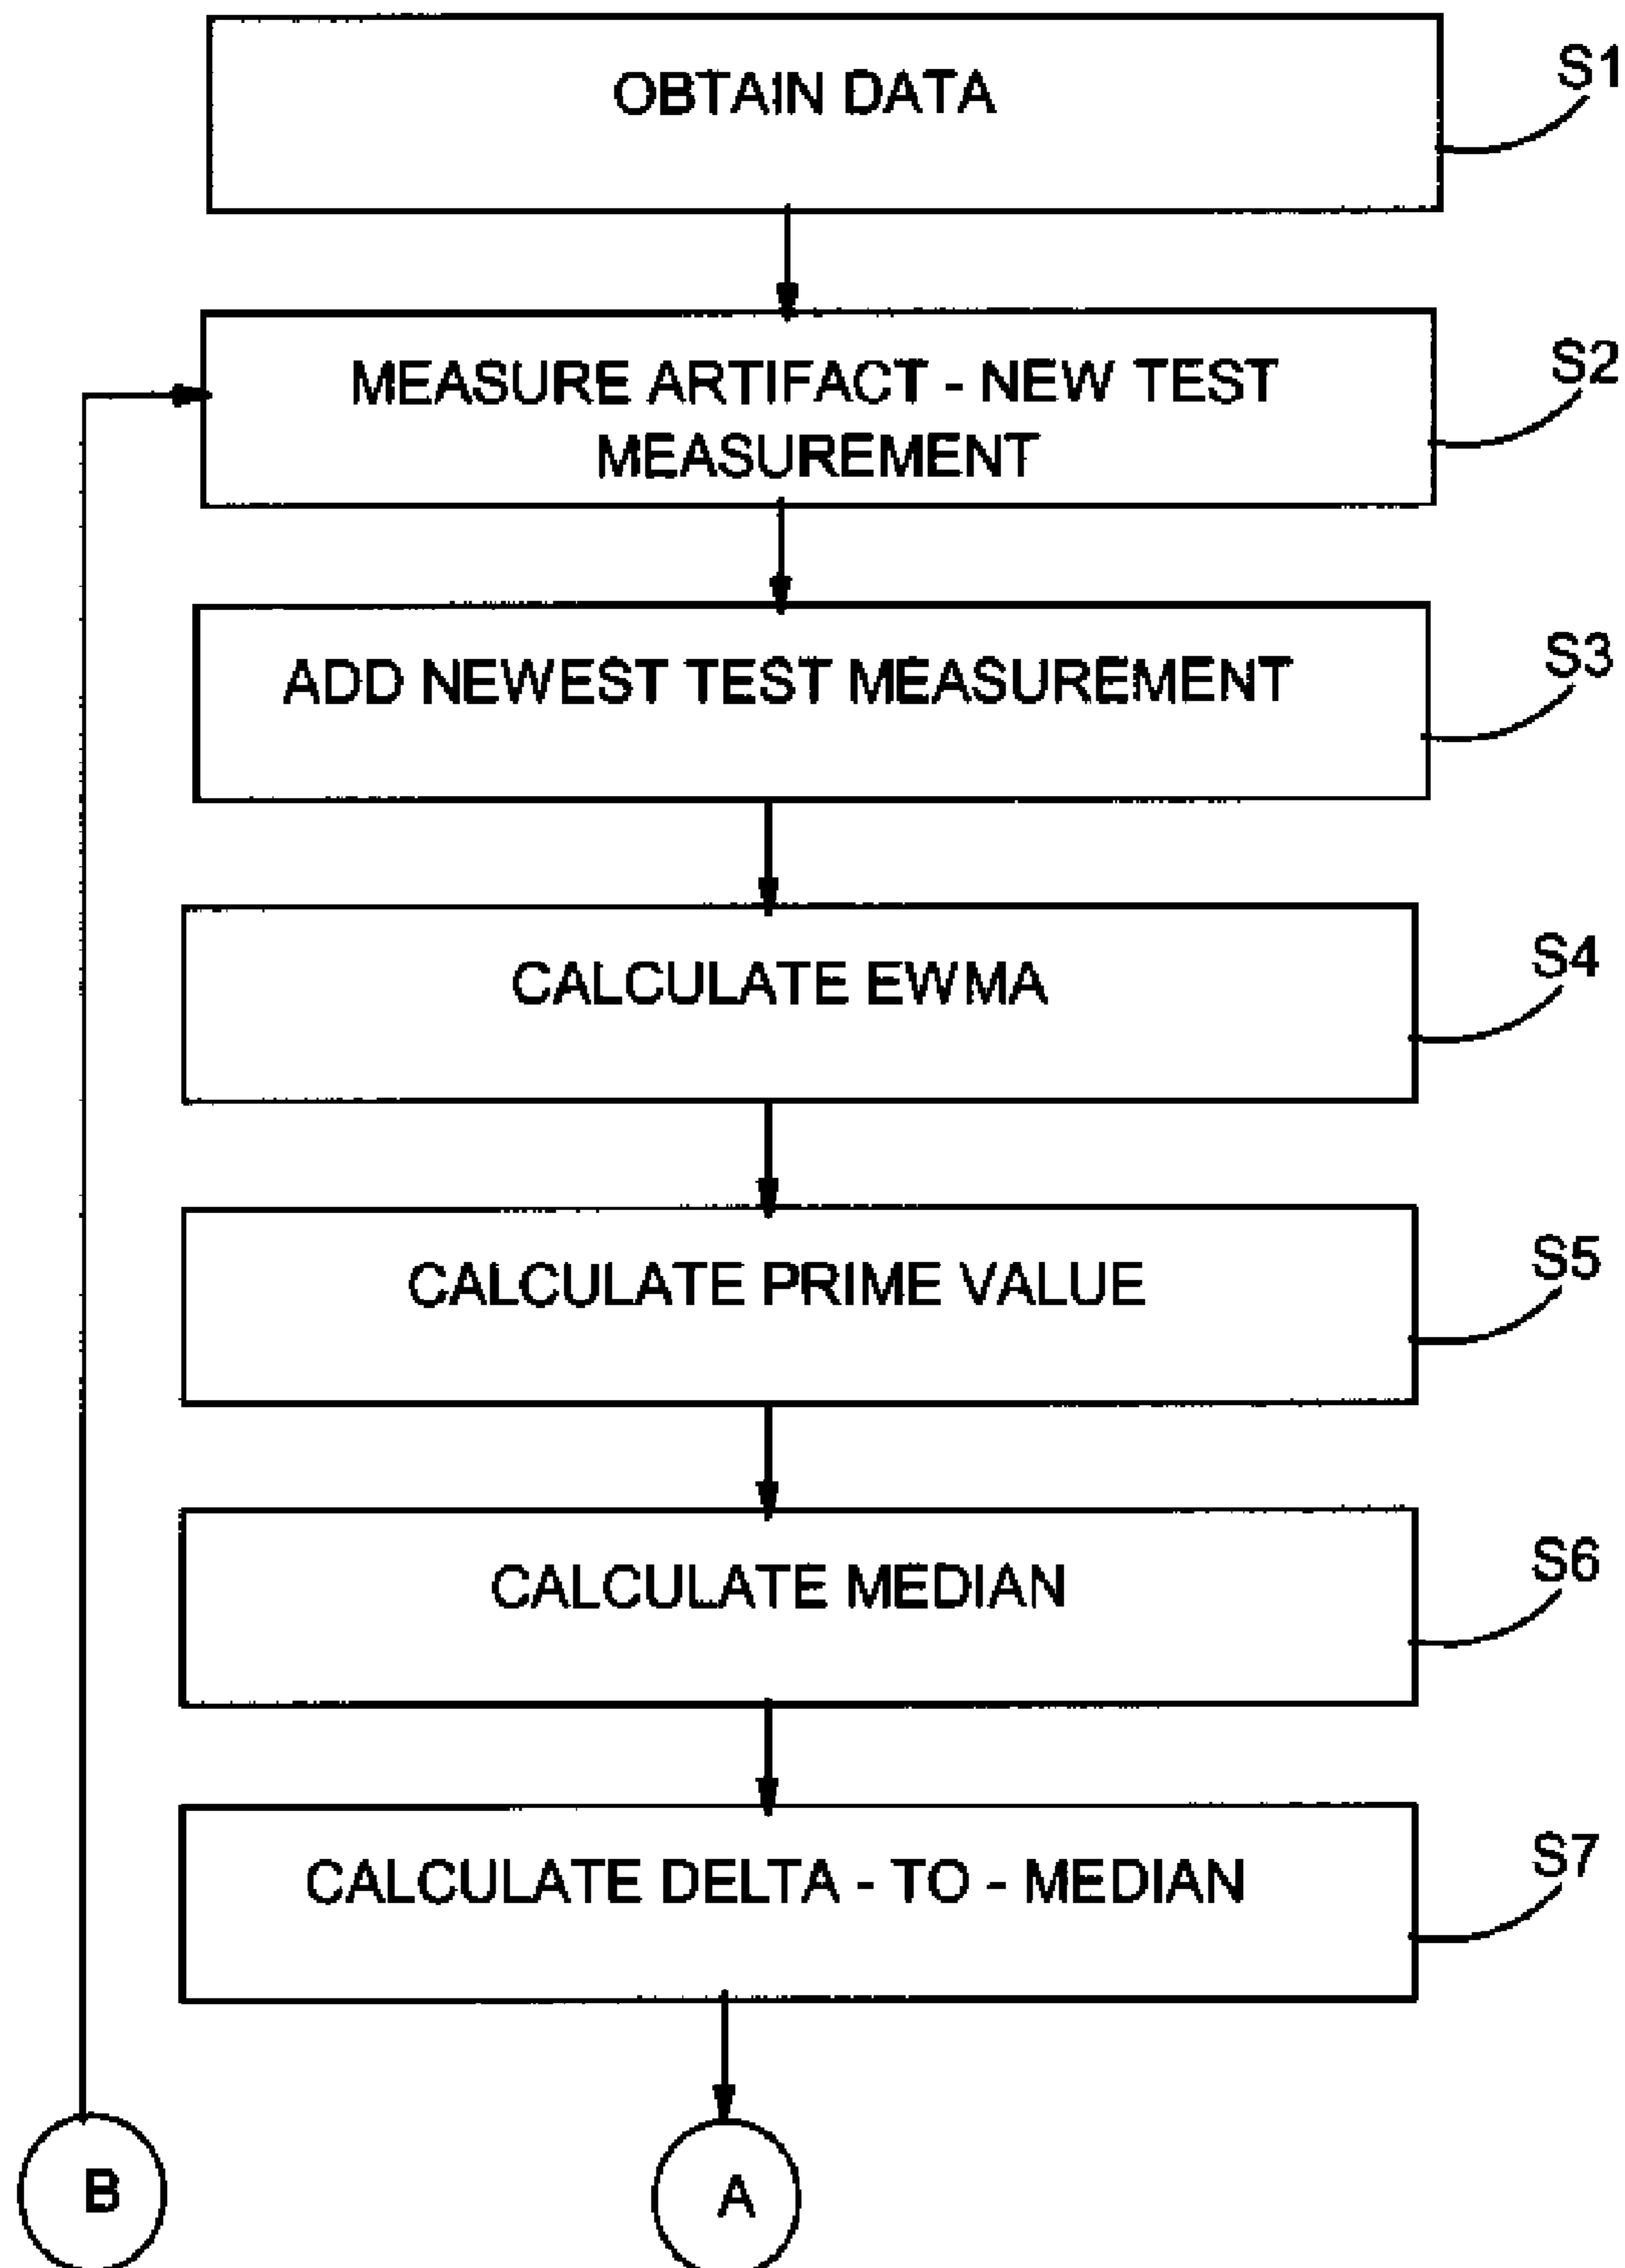 OBTAIN DATA
S1
MEASURE ARTIFACT - NEW TEST
MEASUREMENT
S2
ADD NEWEST TEST MEASUREMENT
S3
CALCULATE EWMA
S4
CALCULATE PRIME VALUE
S5
CALCULATE MEDIAN
S6
CALCULATE DELTA - TO - MEDIAN
S7
B
A